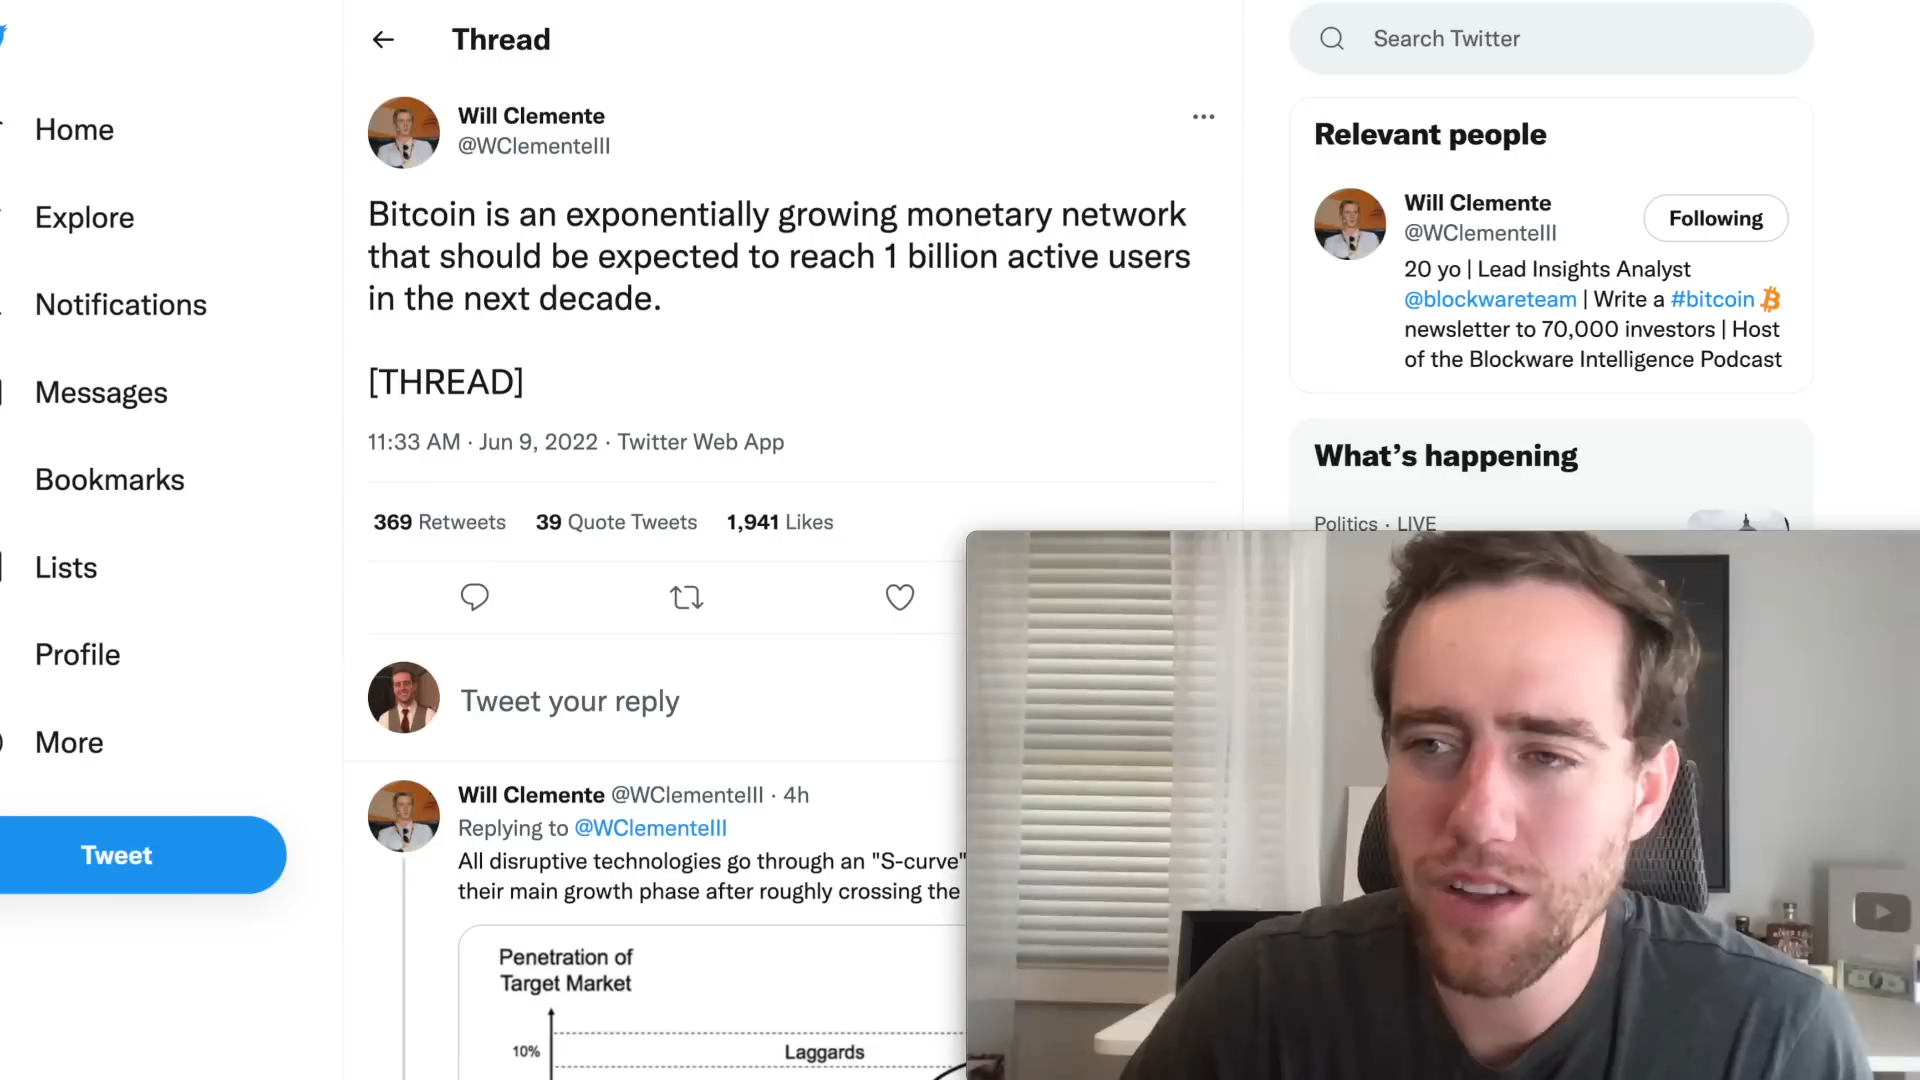 Thread
Search Twitter
Home
Explore
Notifications
Messages
Bookmarks
Lists
Profile
More
Tweet
Will Clemente
@WClementeIII
Bitcoin is an exponentially growing monetary network
that should be expected to reach 1 billion active users
in the next decade.
[THREAD]
11:33 AM · Jun 9, 2022 · Twitter Web App
369 Retweets 39 Quote Tweets 1,941 Likes
Tweet your reply
Will Clemente @WClementeIII · 4h
Replying to @WClementeIII
All disruptive technologies go through an "S-curve"
their main growth phase after roughly crossing the
Penetration of
Target Market
10%
Laggards
Relevant people
Will Clemente
@WClementeIII
Following
20 yo | Lead Insights Analyst
@blockwareteam | Write a #bitcoin
newsletter to 70,000 investors | Host
of the Blockware Intelligence Podcast
What's happening
Politics · LIVE